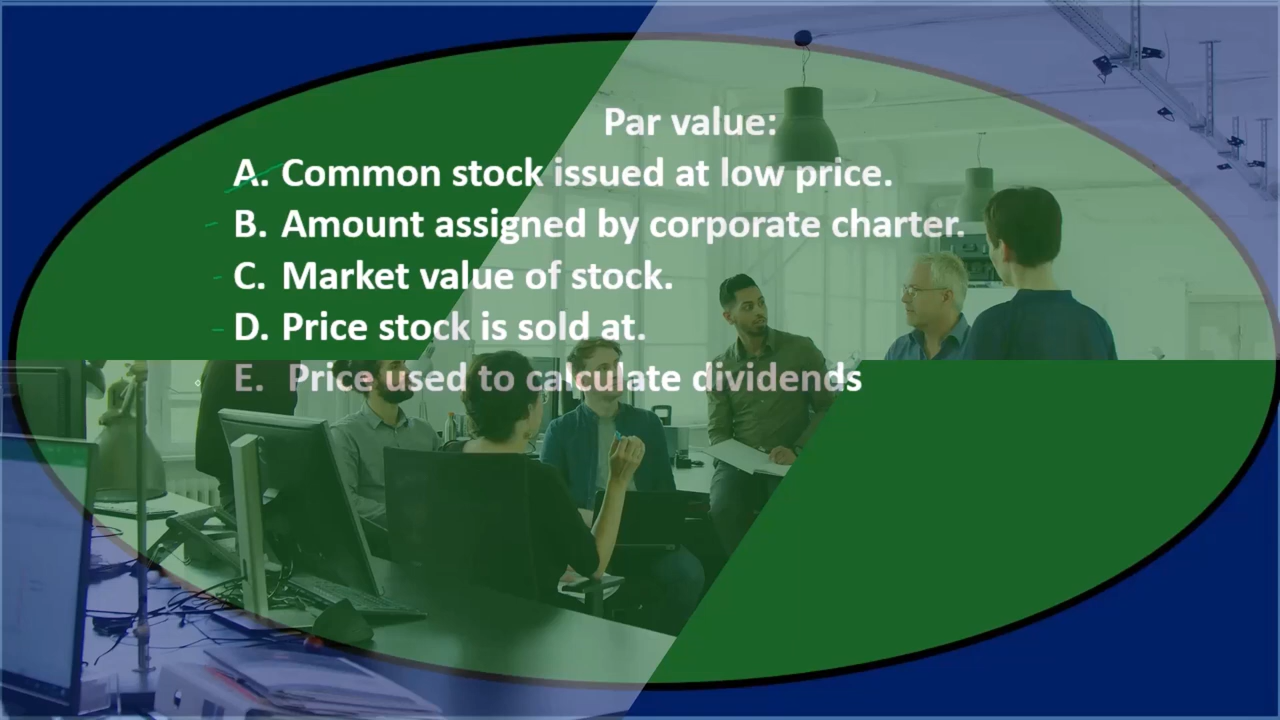 Par value:
A. Common stock issued at low price.
B. Amount assigned by corporate charter.
C. Market value of stock.
D. Price stock is sold at.
E. Price used to calculate dividends